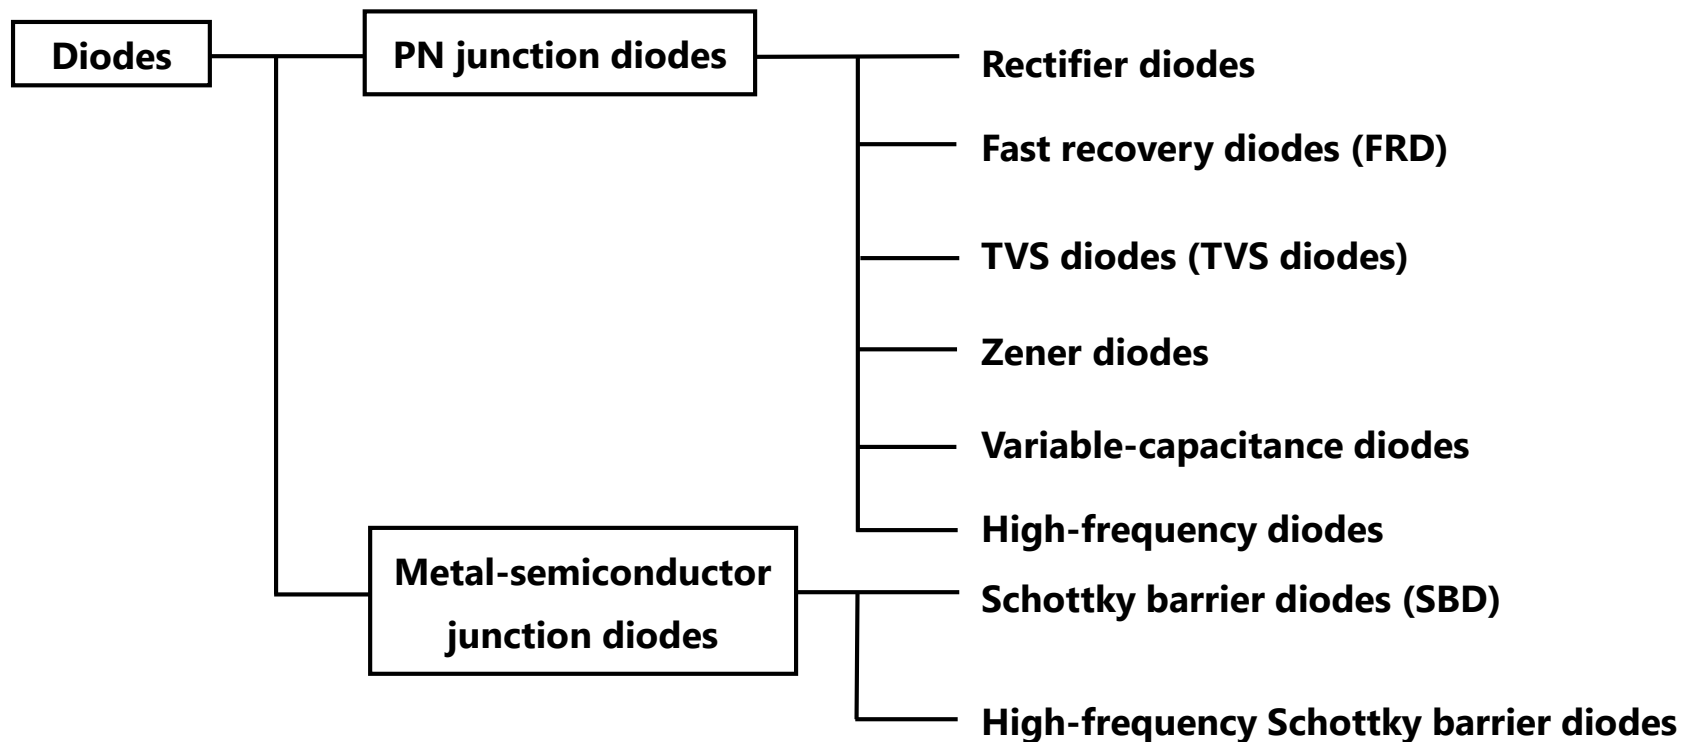 Diodes
PN junction diodes
Rectifier diodes
Fast recovery diodes (FRD)
TVS diodes (TVS diodes)
Zener diodes
Variable-capacitance diodes
High-frequency diodes
Metal-semiconductor
junction diodes
Schottky barrier diodes (SBD)
High-frequency Schottky barrier diodes